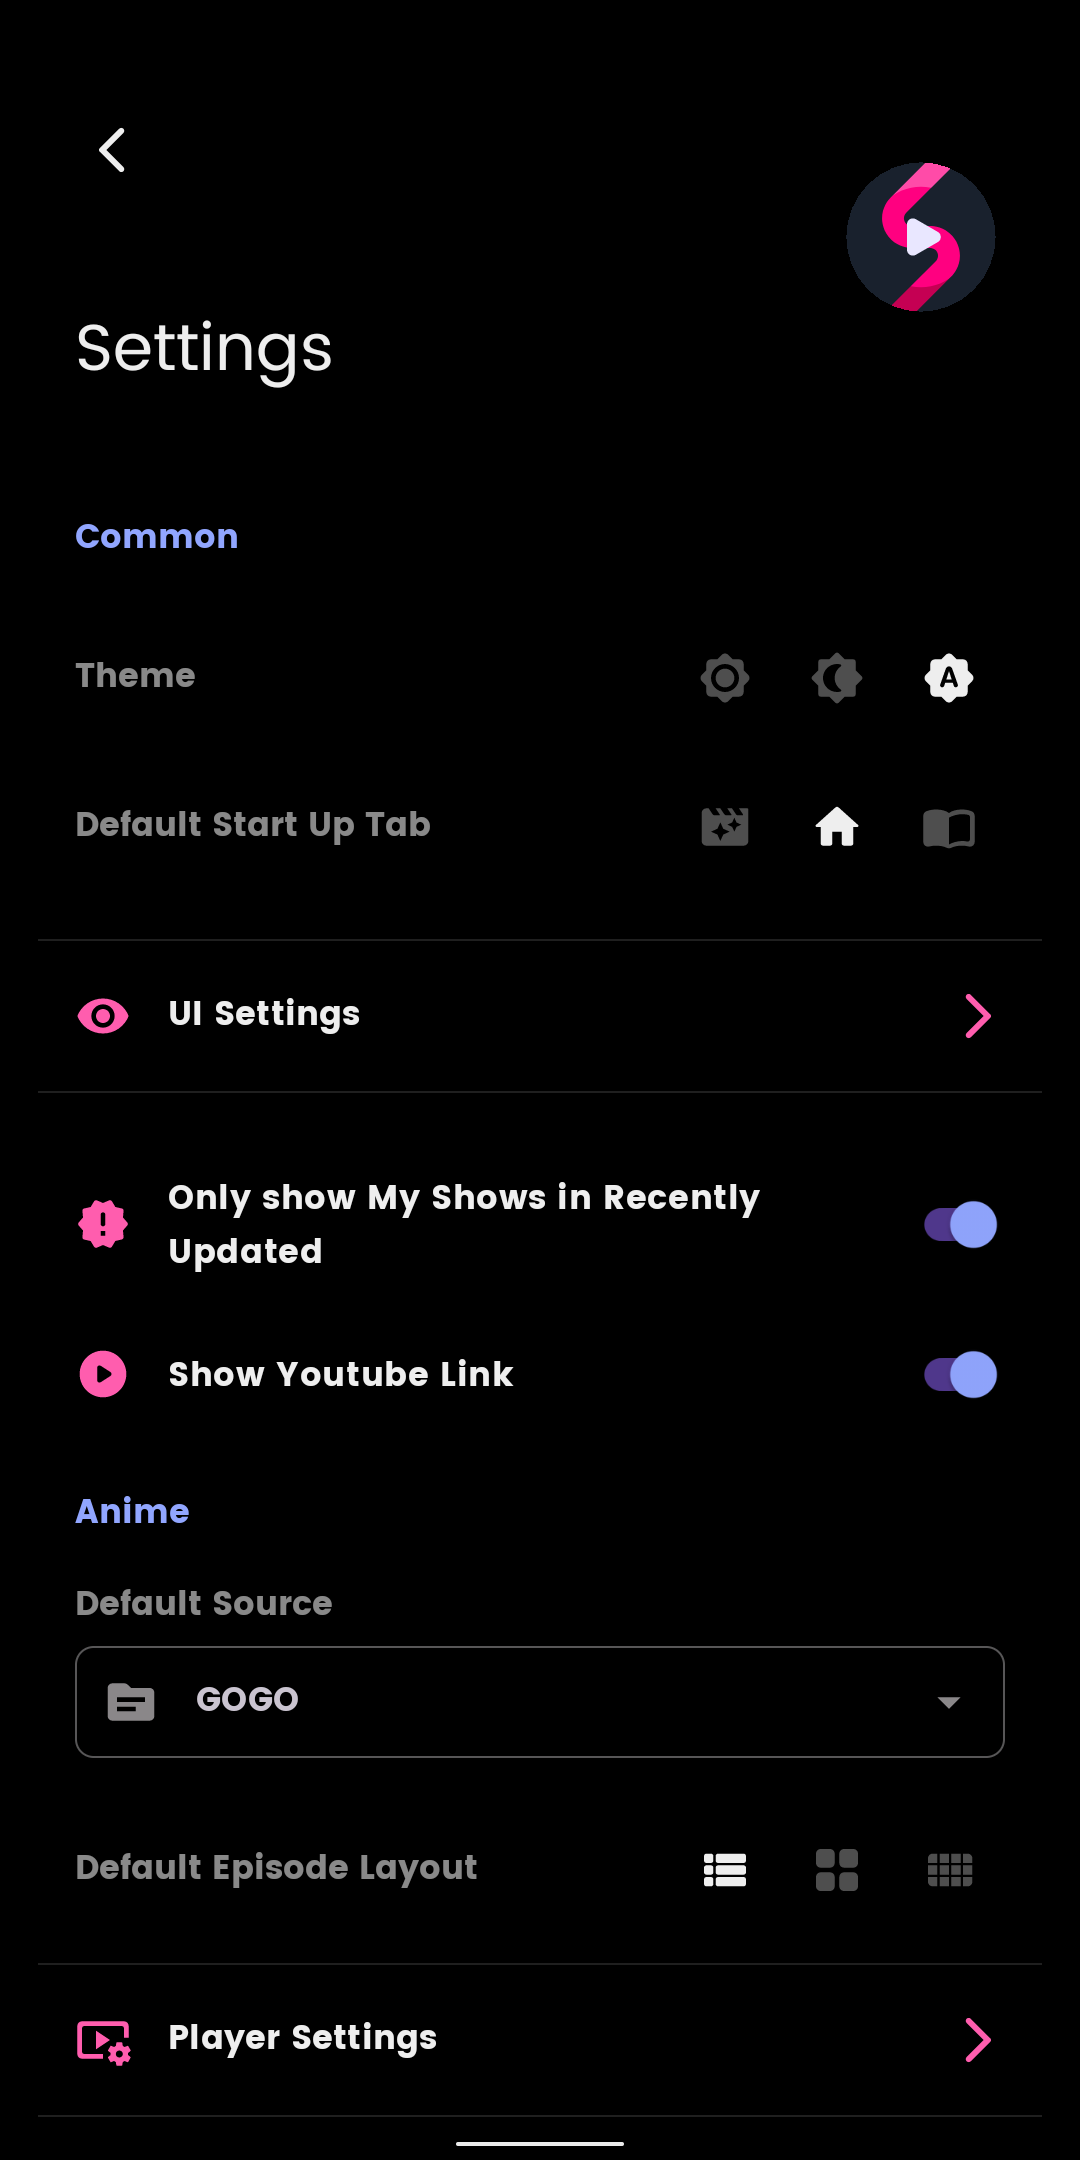 Settings
Common
Theme
A
Default Start Up Tab
UI Settings
Only show My Shows in Recently
Updated
Show Youtube Link
Anime
Default Source
GOGO
Default Episode Layout
Player Settings